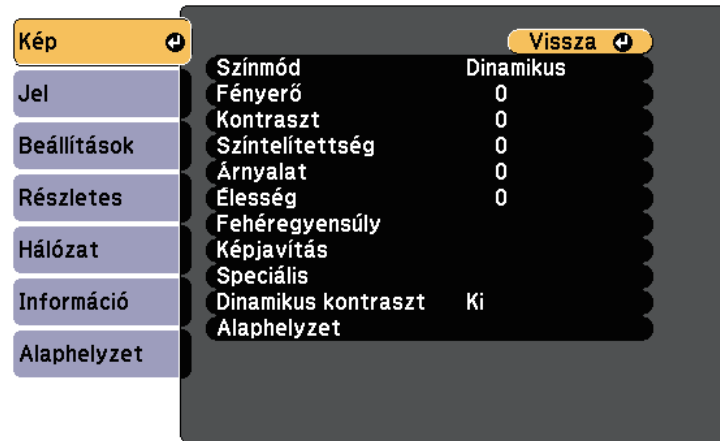 Kép
Jel
Beállítások
Részletes
Hálózat
Információ
Alaphelyzet
Vissza
Színmód Dinamikus
Fényerő 0
Kontraszt 0
Színtelítettség 0
Árnyalat 0
Élesség 0
Fehéregyensúly
Képjavítás
Speciális
Dinamikus kontraszt Ki
Alaphelyzet